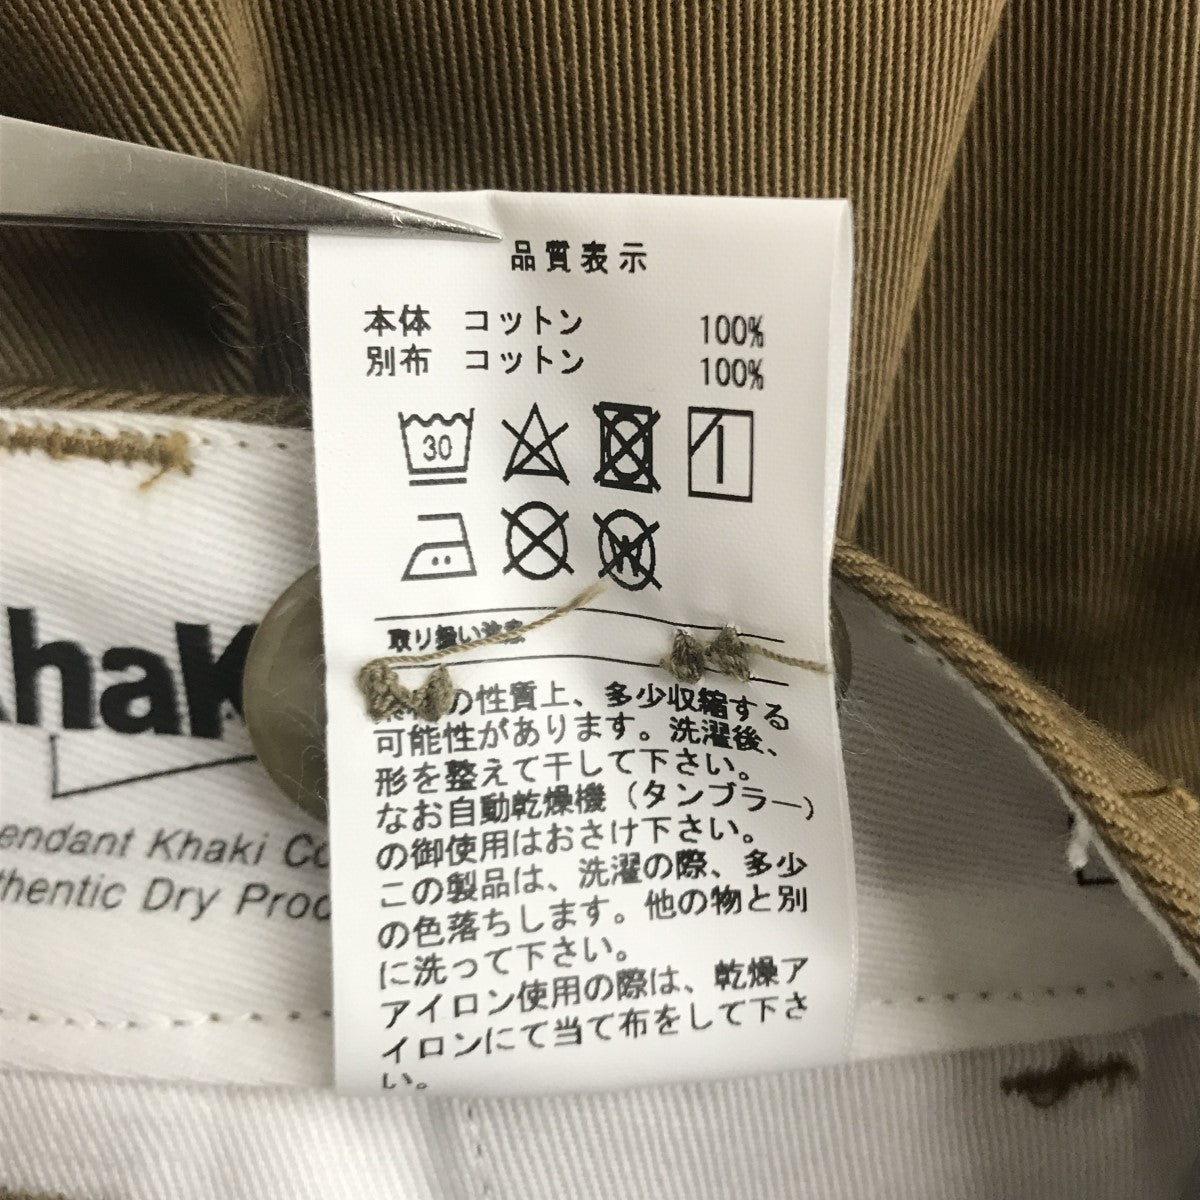 品質表示
本体 コットン 100%
別布 コットン 100%
30
取り扱い注意
の性質上、多少収縮する
可能性があります。洗濯後、
形を整えて干して下さい。
なお自動乾燥機(タンブラー)
の御使用はおさけ下さい。
この製品は、洗濯の際、多少
の色落ちします。他の物と別
に洗って下さい。
アイロン使用の際は、乾燥ア
イロンにて当て布をして下さ
い。
haK
endant Khaki Co
thentic Dry Prod